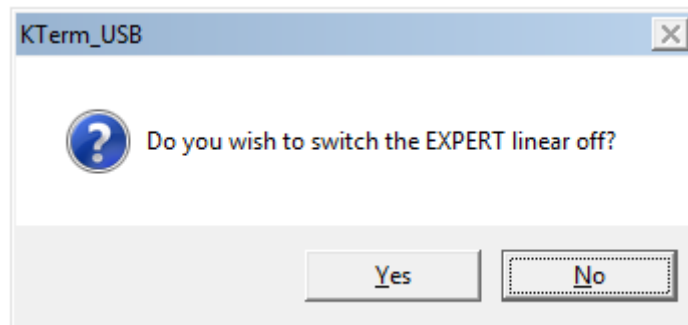 KTerm_USB
Do you wish to switch the EXPERT linear off?
Yes No